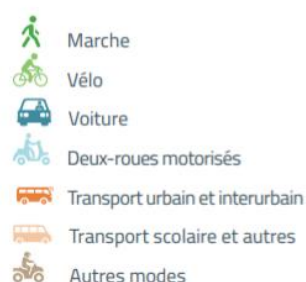 Marche
Vélo
Voiture
Deux-roues motorisés
Transport urbain et interurbain
Transport scolaire et autres
Autres modes